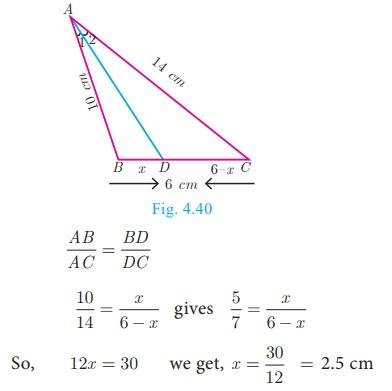 A
1 2
14 cm
10 cm
B x D 6–x C
6 cm
Fig. 4.40
AB/AC = BD/DC
10/14 = x/(6 – x) gives 5/7 = x/(6 – x)
So, 12x = 30 we get, x = 30/12 = 2.5 cm